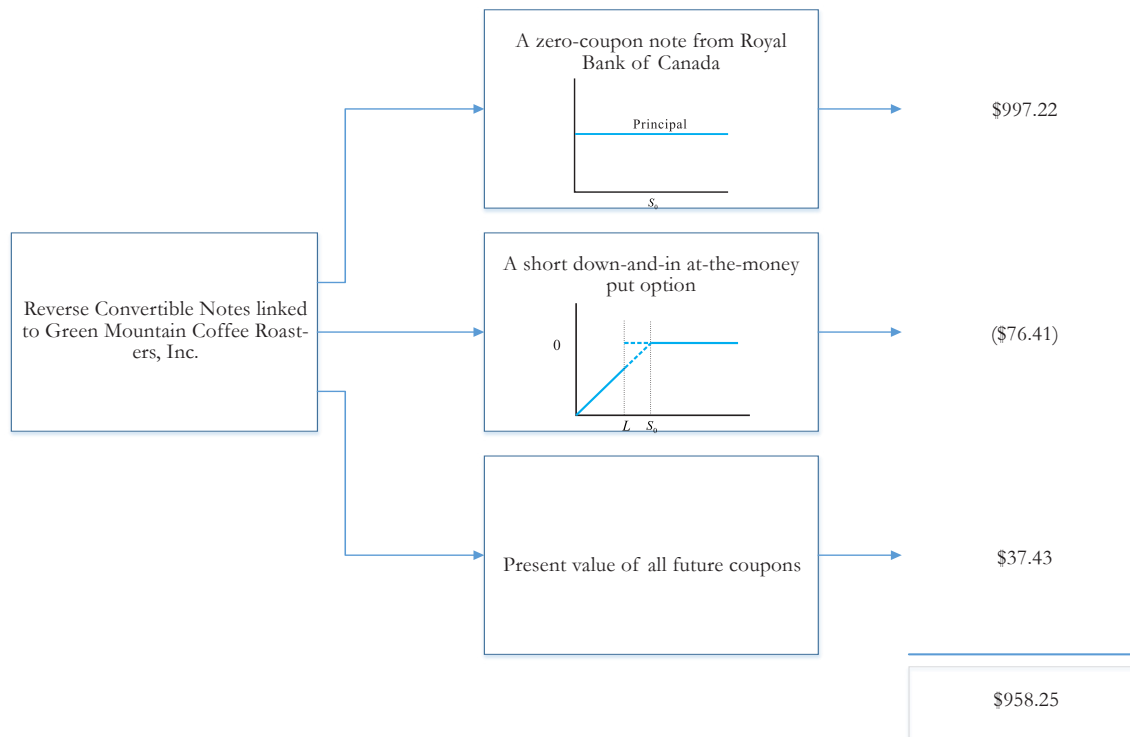 A zero-coupon note from Royal
Bank of Canada
Principal
S₀
$997.22
Reverse Convertible Notes linked
to Green Mountain Coffee Roast-
ers, Inc.
A short down-and-in at-the-money
put option
0
L S₀
($76.41)
Present value of all future coupons
$37.43
$958.25